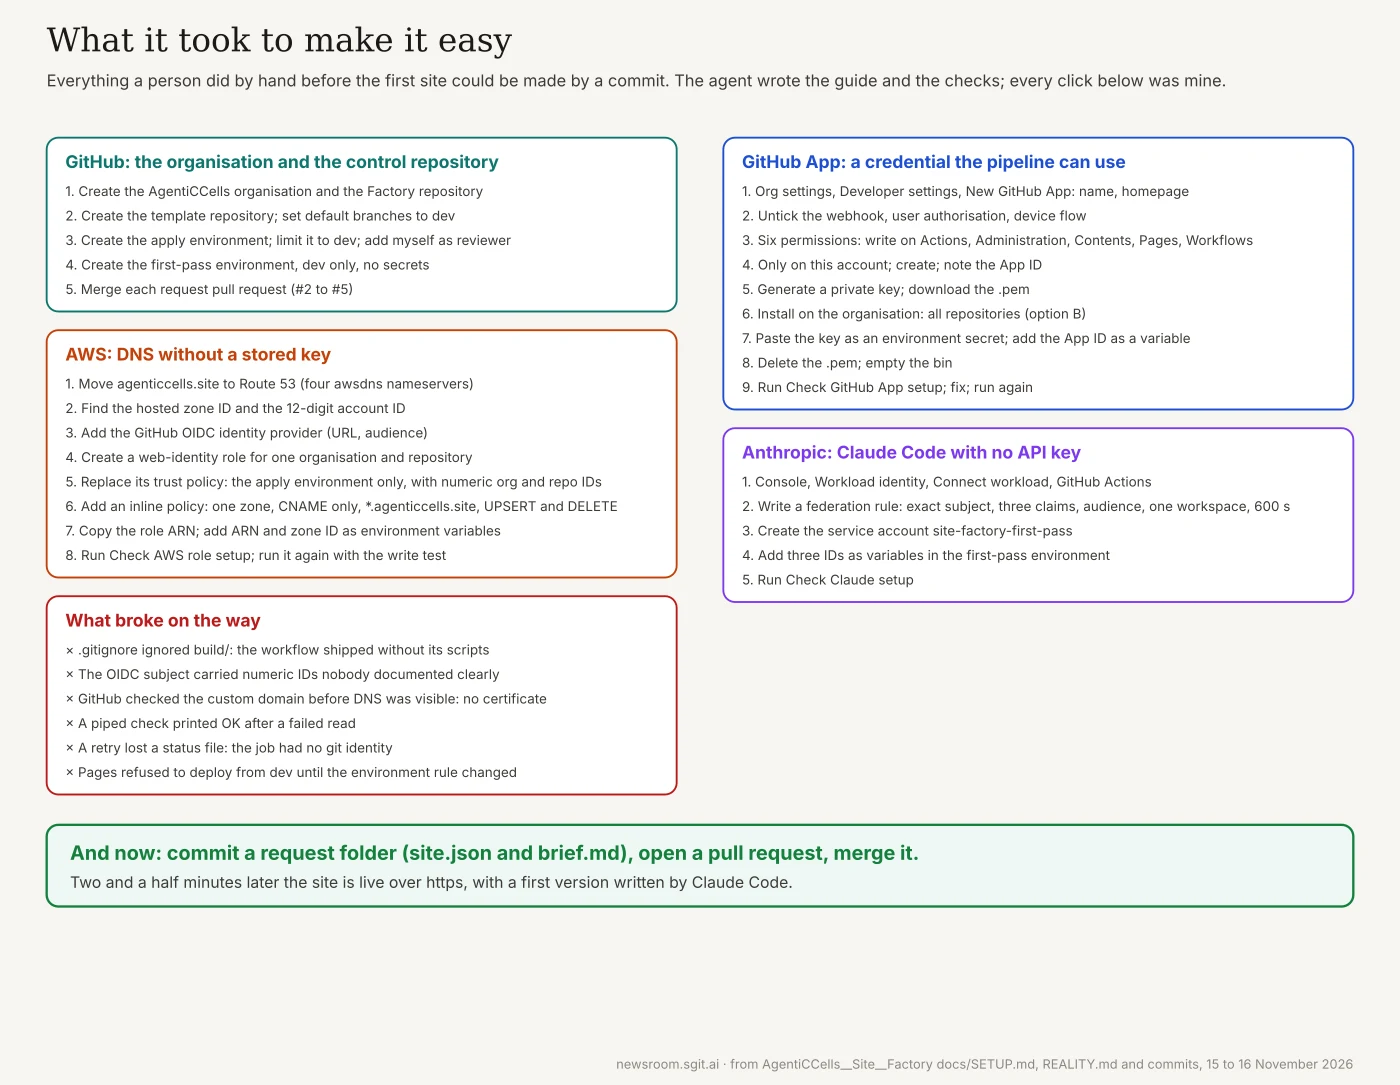 What it took to make it easy
Everything a person did by hand before the first site could be made by a commit. The agent wrote the guide and the checks; every click below was mine.
GitHub: the organisation and the control repository
1. Create the AgentiCCells organisation and the Factory repository
2. Create the template repository; set default branches to dev
3. Create the apply environment; limit it to dev; add myself as reviewer
4. Create the first-pass environment, dev only, no secrets
5. Merge each request pull request (#2 to #5)
AWS: DNS without a stored key
1. Move agenticcells.site to Route 53 (four awsdns nameservers)
2. Find the hosted zone ID and the 12-digit account ID
3. Add the GitHub OIDC identity provider (URL, audience)
4. Create a web-identity role for one organisation and repository
5. Replace its trust policy: the apply environment only, with numeric org and repo IDs
6. Add an inline policy: one zone, CNAME only, *.agenticcells.site, UPSERT and DELETE
7. Copy the role ARN; add ARN and zone ID as environment variables
8. Run Check AWS role setup; run it again with the write test
What broke on the way
× .gitignore ignored build/: the workflow shipped without its scripts
× The OIDC subject carried numeric IDs nobody documented clearly
× GitHub checked the custom domain before DNS was visible: no certificate
× A piped check printed OK after a failed read
× A retry lost a status file: the job had no git identity
× Pages refused to deploy from dev until the environment rule changed
GitHub App: a credential the pipeline can use
1. Org settings, Developer settings, New GitHub App: name, homepage
2. Untick the webhook, user authorisation, device flow
3. Six permissions: write on Actions, Administration, Contents, Pages, Workflows
4. Only on this account; create; note the App ID
5. Generate a private key; download the .pem
6. Install on the organisation: all repositories (option B)
7. Paste the key as an environment secret; add the App ID as a variable
8. Delete the .pem; empty the bin
9. Run Check GitHub App setup; fix; run again
Anthropic: Claude Code with no API key
1. Console, Workload identity, Connect workload, GitHub Actions
2. Write a federation rule: exact subject, three claims, audience, one workspace, 600 s
3. Create the service account site-factory-first-pass
4. Add three IDs as variables in the first-pass environment
5. Run Check Claude setup
And now: commit a request folder (site.json and brief.md), open a pull request, merge it.
Two and a half minutes later the site is live over https, with a first version written by Claude Code.
newsroom.sgit.ai · from AgentiCCells__Site__Factory docs/SETUP.md, REALITY.md and commits, 15 to 16 November 2026